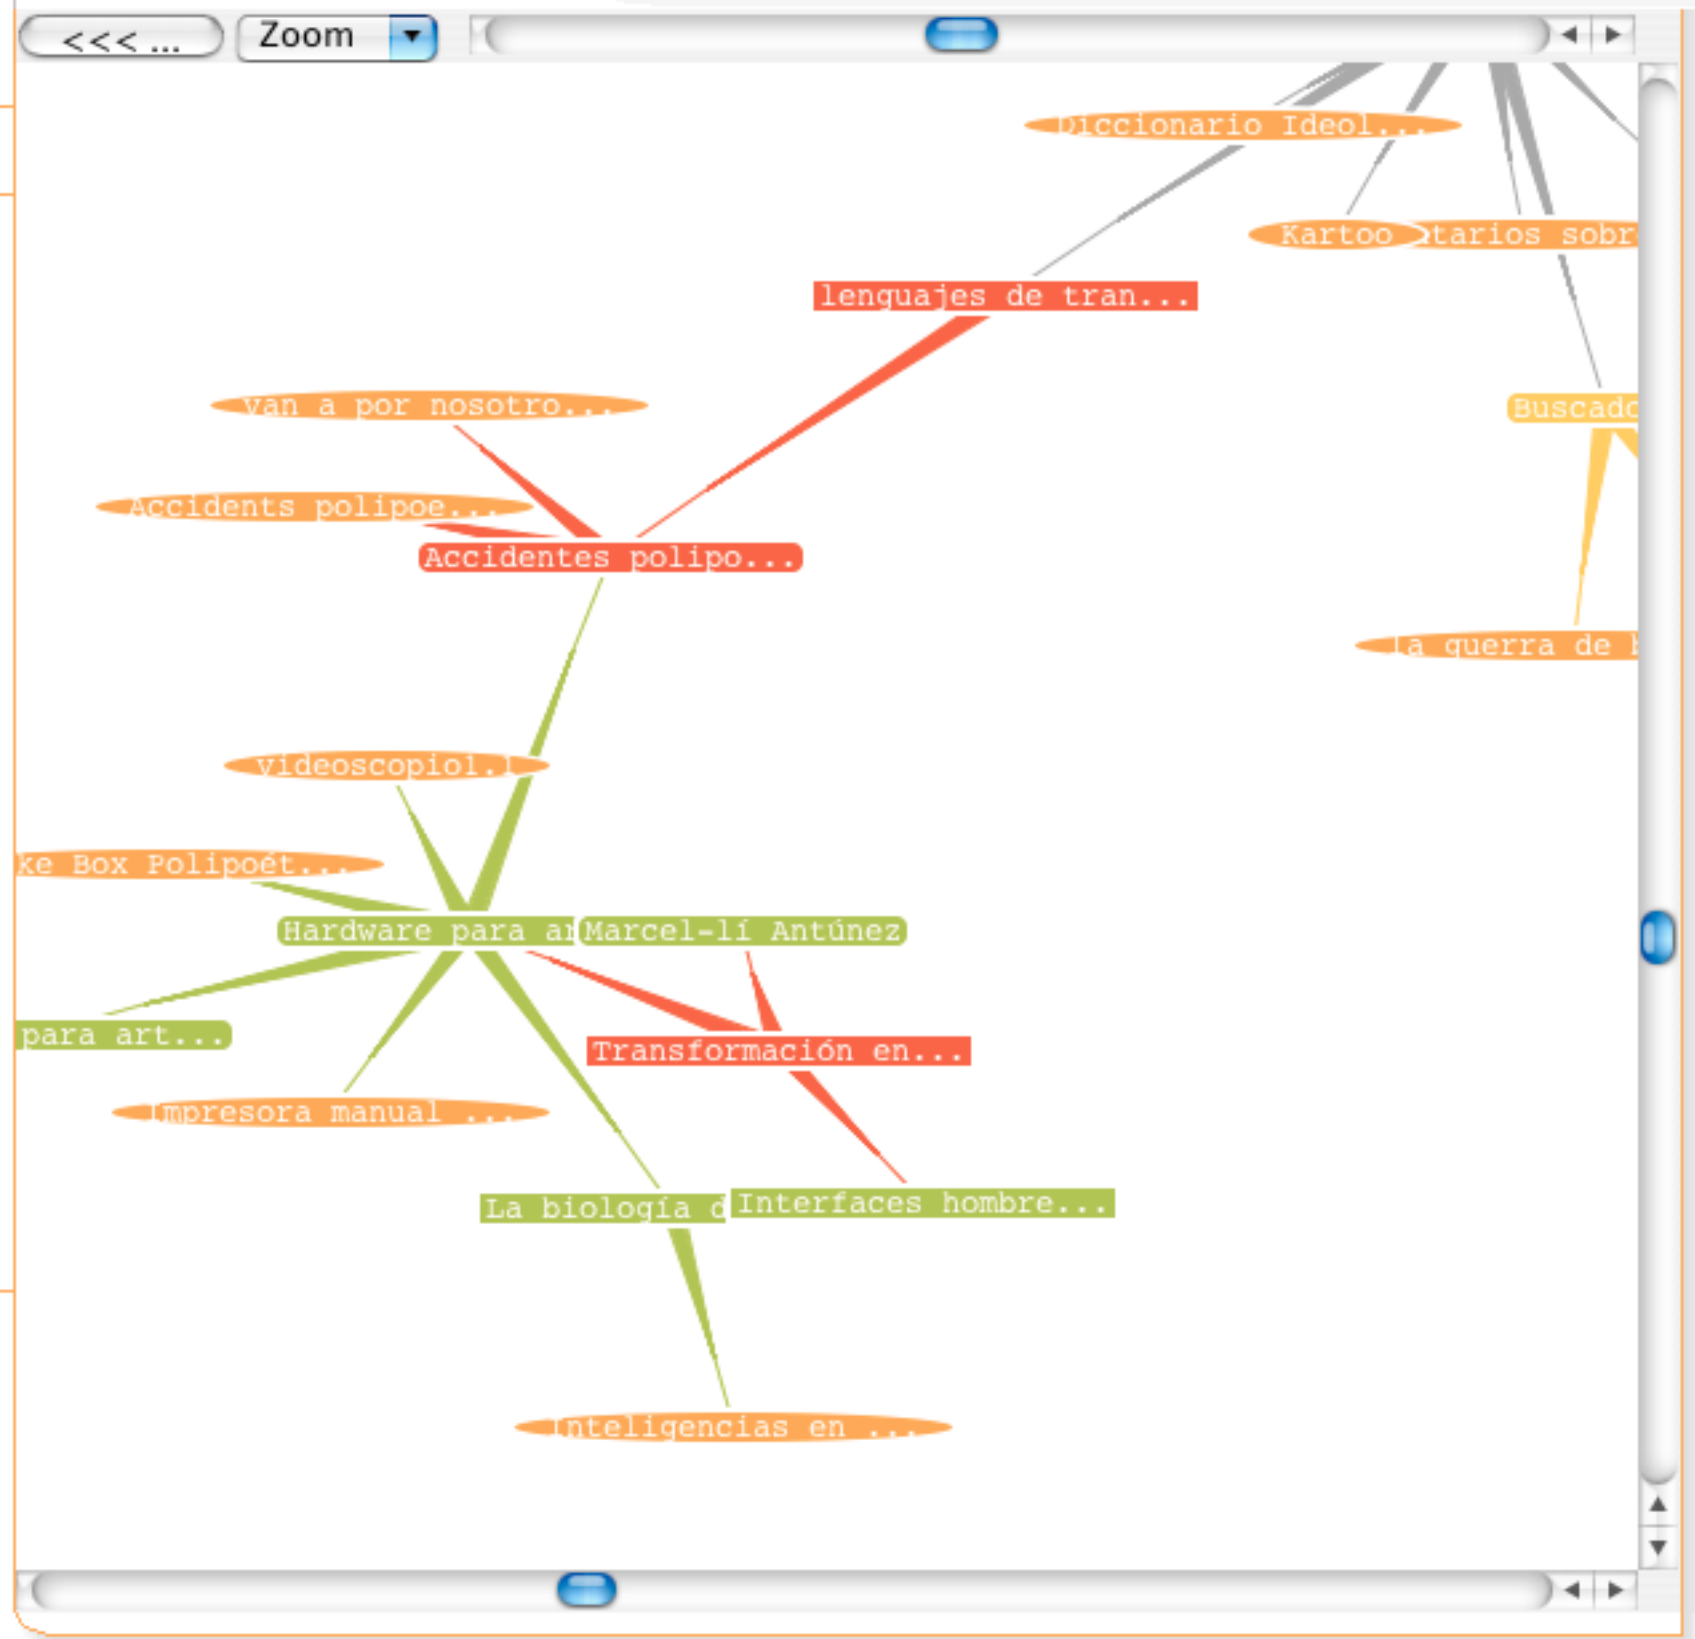 <<< ...
Zoom
Diccionario Ideol...
Kartoo
tarios sobr
lenguajes de tran...
van a por nosotro...
Buscado
Accidents polipoe...
Accidentes polipo...
la guerra de
videoscopio1.
ke Box Polipoét...
Hardware para ar
Marcel-lí Antúnez
para art...
Transformación en...
Impresora manual ...
La biología d
Interfaces hombre...
Inteligencias en ...